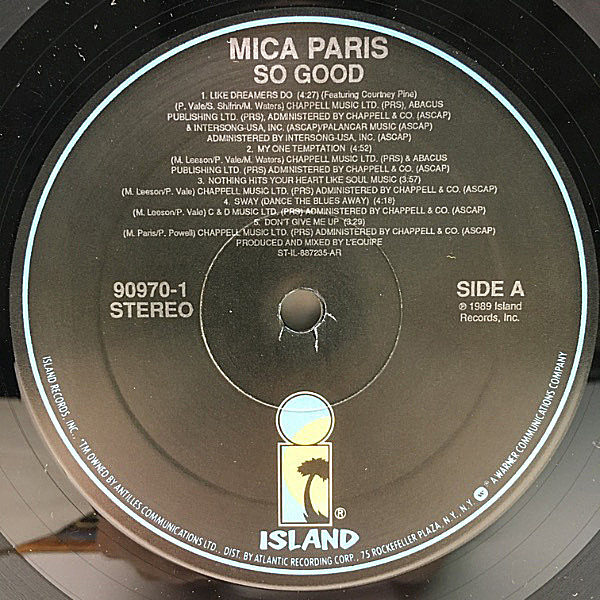 MICA PARIS
SO GOOD
1. LIKE DREAMERS DO (4:27) (Featuring Courtney Pine)
(P. Vale/S. Shifrin/M. Waters) CHAPPELL MUSIC LTD. (PRS), ABACUS
PUBLISHING LTD. (PRS), ADMINISTERED BY CHAPPELL & CO. (ASCAP)
& INTERSONG-USA, INC. (ASCAP)/PALANCAR MUSIC (ASCAP)
ADMINISTERED BY INTERSONG-USA, INC. (ASCAP)
2. MY ONE TEMPTATION (4:52)
(M. Leeson/P. Vale/M. Waters) CHAPPELL MUSIC LTD. (PRS) & ABACUS
PUBLISHING LTD. (PRS) ADMINISTERED BY CHAPPELL & CO. (ASCAP)
3. NOTHING HITS YOUR HEART LIKE SOUL MUSIC (3:57)
(M. Leeson/P. Vale) CHAPPELL MUSIC LTD. (PRS) ADMINISTERED BY CHAPPELL & CO. (ASCAP)
4. SWAY (DANCE THE BLUES AWAY) (4:18)
(M. Leeson/P. Vale) C & D MUSIC LTD. (PRS) ADMINISTERED BY CHAPPELL & CO. (ASCAP)
5. DON'T GIVE ME UP (3:29)
(M. Paris/P. Powell) CHAPPELL MUSIC LTD. (PRS) ADMINISTERED BY CHAPPELL & CO. (ASCAP)
PRODUCED AND MIXED BY L'EQUIPE
ST-IL-887235-AR
90970-1
STEREO
SIDE A
℗ 1989 Island
Records, Inc.
®
ISLAND
ISLAND RECORDS, INC., *TM OWNED BY ANTILLES COMMUNICATIONS LTD., DIST. BY ATLANTIC RECORDING CORP., 75 ROCKEFELLER PLAZA, N.Y., N.Y. ® A WARNER COMMUNICATIONS COMPANY